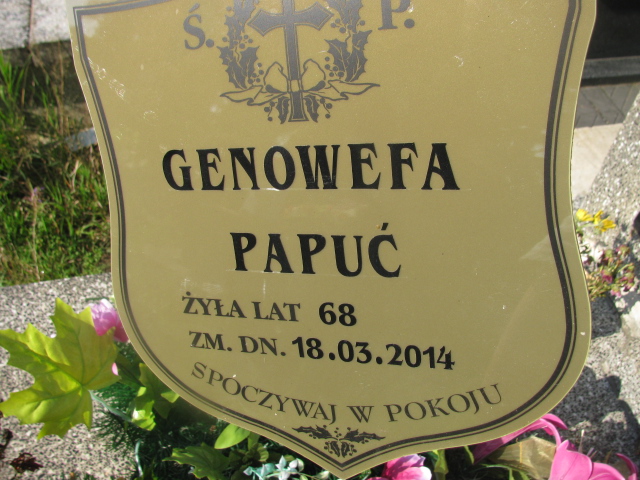 Ś. P.
GENOWEFA
PAPUĆ
ŻYŁA LAT 68
ZM. DN. 18.03.2014
SPOCZYWAJ W POKOJU